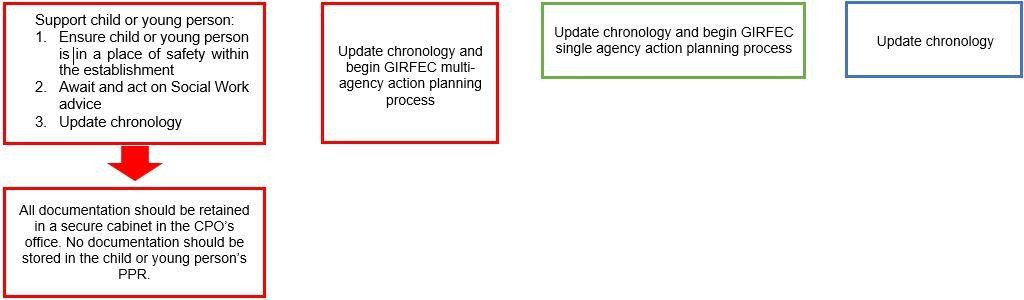 Support child or young person:
1. Ensure child or young person
is in a place of safety within
the establishment
2. Await and act on Social Work
advice
3. Update chronology
All documentation should be retained
in a secure cabinet in the CPO's
office. No documentation should be
stored in the child or young person's
PPR.
Update chronology and
begin GIRFEC multi-
agency action planning
process
Update chronology and begin GIRFEC
single agency action planning process
Update chronology